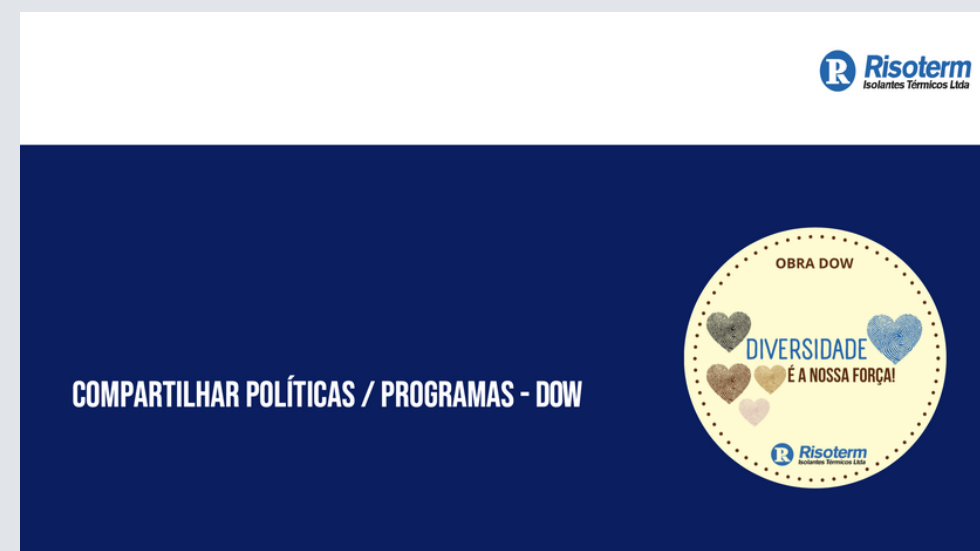 Risoterm
Isolantes Térmicos Ltda
OBRA DOW
DIVERSIDADE
É A NOSSA FORÇA!
COMPARTILHAR POLÍTICAS / PROGRAMAS - DOW
Risoterm
Isolantes Térmicos Ltda